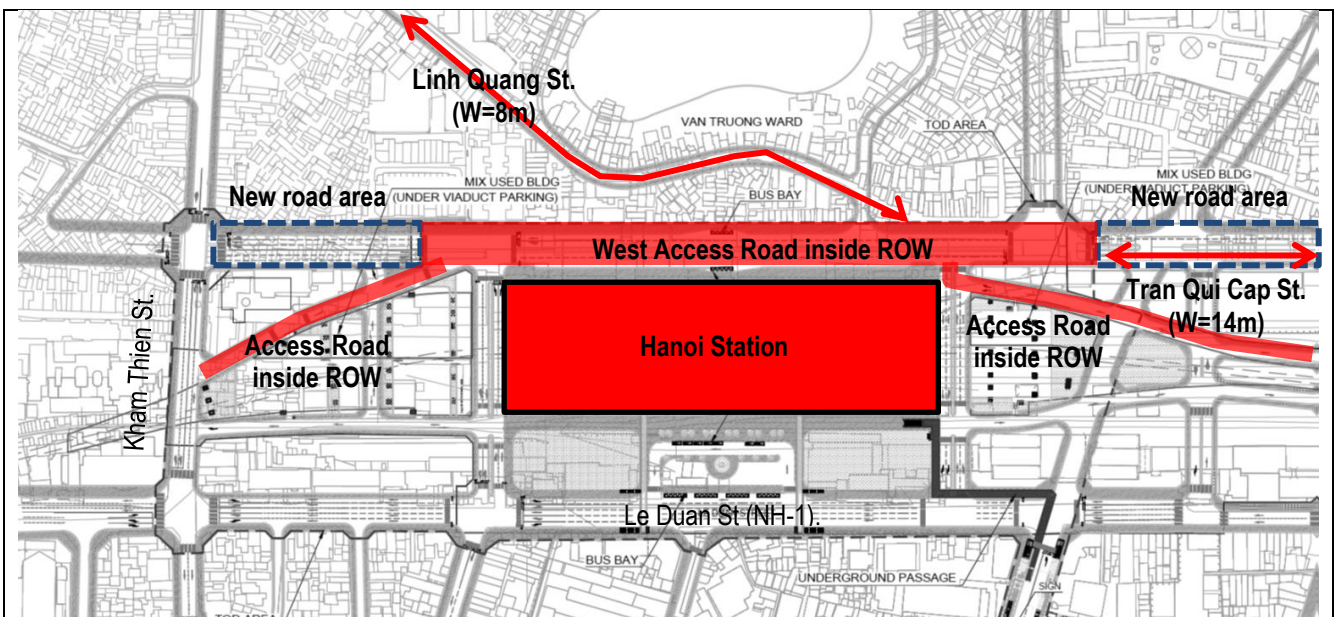 Linh Quang St.
(W=8m)
VAN TRUONG WARD
TOD AREA
MIX USED BLDG
(UNDER VIADUCT PARKING)
BUS BAY
MIX USED BLDG
(UNDER VIADUCT PARKING)
New road area
New road area
West Access Road inside ROW
Tran Qui Cap St.
(W=14m)
Kham Thien St.
Access Road
inside ROW
Hanoi Station
Access Road
inside ROW
Le Duan St (NH-1).
BUS BAY
UNDERGROUND PASSAGE
SIGN
TOD AREA